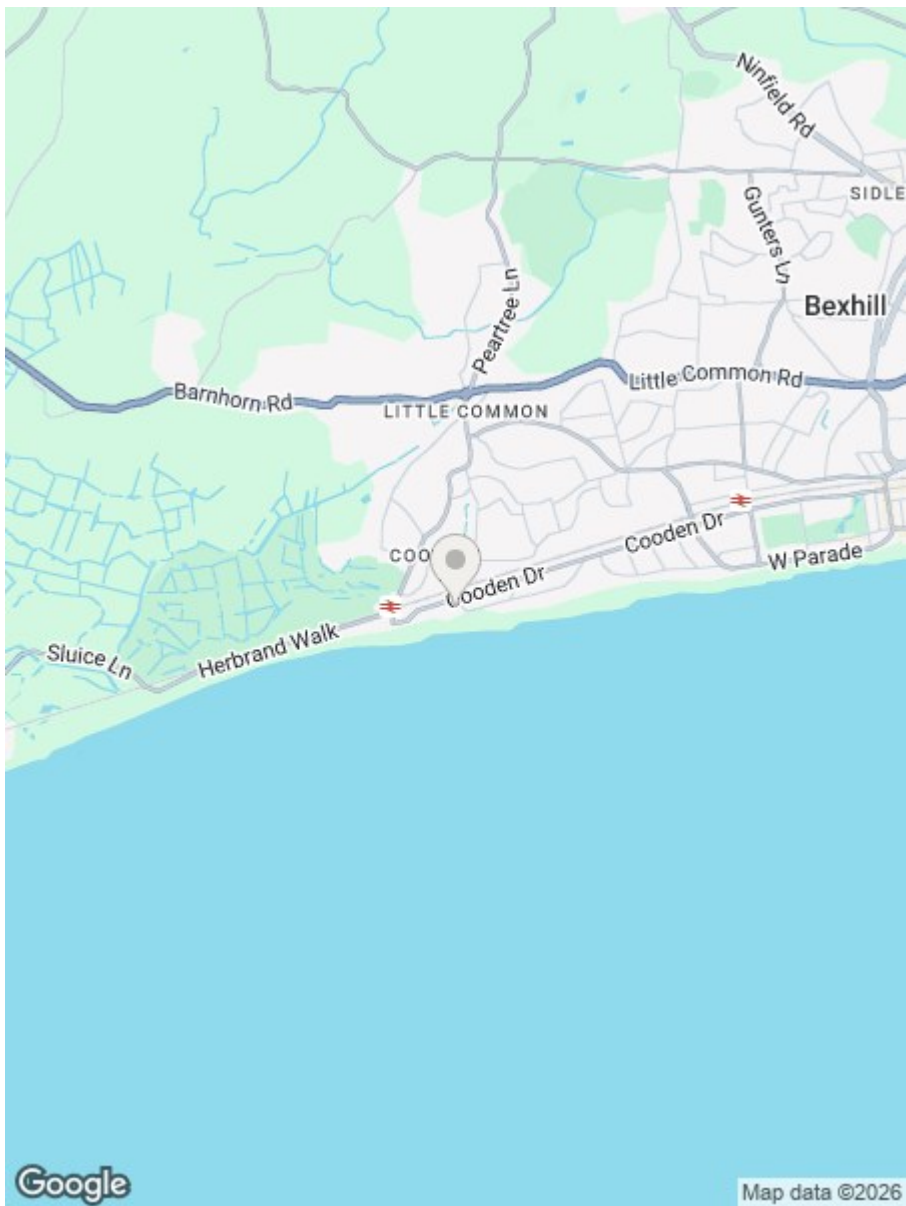 Ninfield Rd
SIDLE
Gunters Ln
Bexhill
Peartree Ln
Little Common Rd
Barnhorn Rd
LITTLE COMMON
COO
Cooden Dr
W Parade
Cooden Dr
Herbrand Walk
Sluice Ln
Google
Map data ©2026